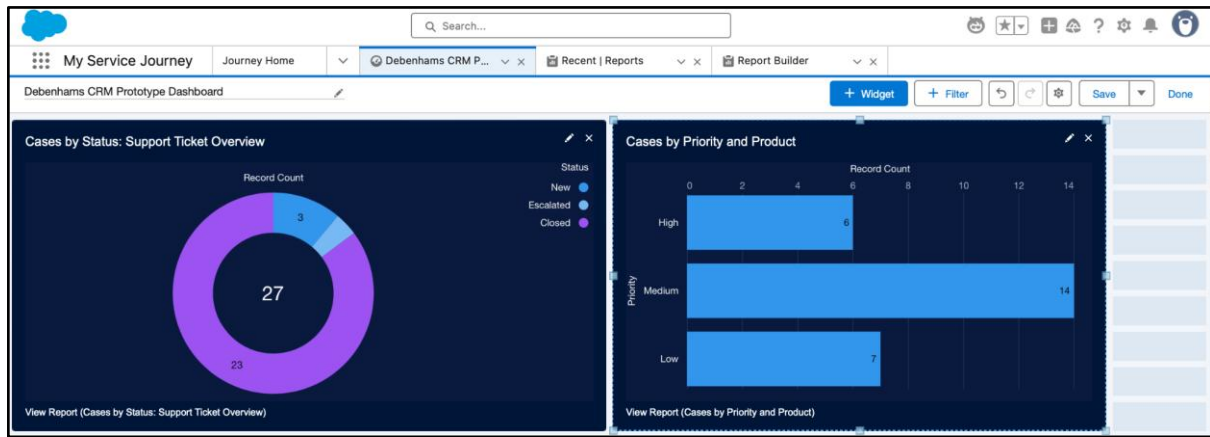 Search...
My Service Journey
Journey Home
Debenhams CRM P...
Recent | Reports
Report Builder
Debenhams CRM Prototype Dashboard
+ Widget
+ Filter
Save
Done
Cases by Status: Support Ticket Overview
Record Count
Status
New
Escalated
Closed
3
27
23
View Report (Cases by Status: Support Ticket Overview)
Cases by Priority and Product
Record Count
0 2 4 6 8 10 12 14
Priority
High 6
Medium 14
Low 7
View Report (Cases by Priority and Product)